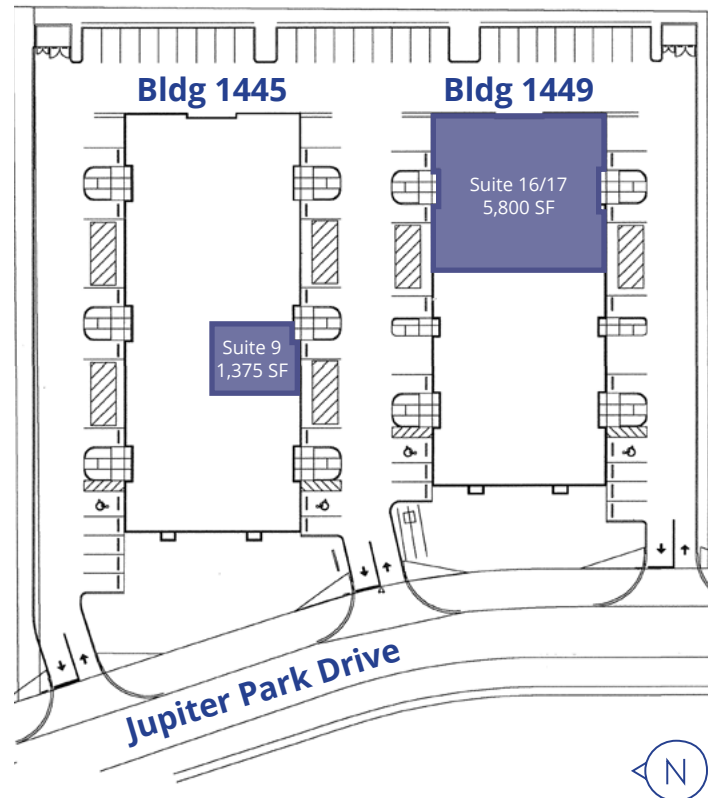 Bldg 1445
Bldg 1449
Suite 16/17
5,800 SF
Suite 9
1,375 SF
Jupiter Park Drive
N